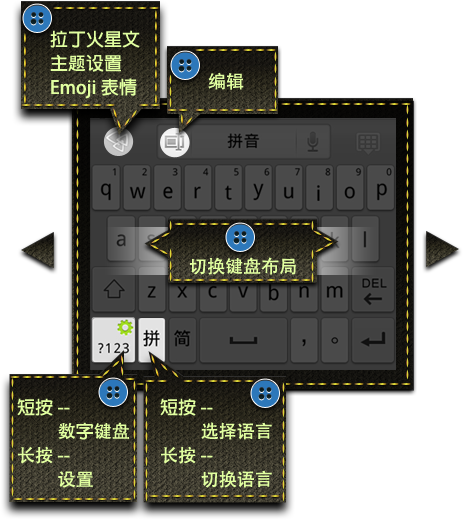 拉丁火星文
主题设置
Emoji 表情
编辑
拼音
1 2 3 4 5 6 7 8 9 0
q w e r t y u i o p
a l
切换键盘布局
z x c v b n m DEL
?123 拼 简 , 。
短按 --
数字键盘
长按 --
设置
短按 --
选择语言
长按 --
切换语言